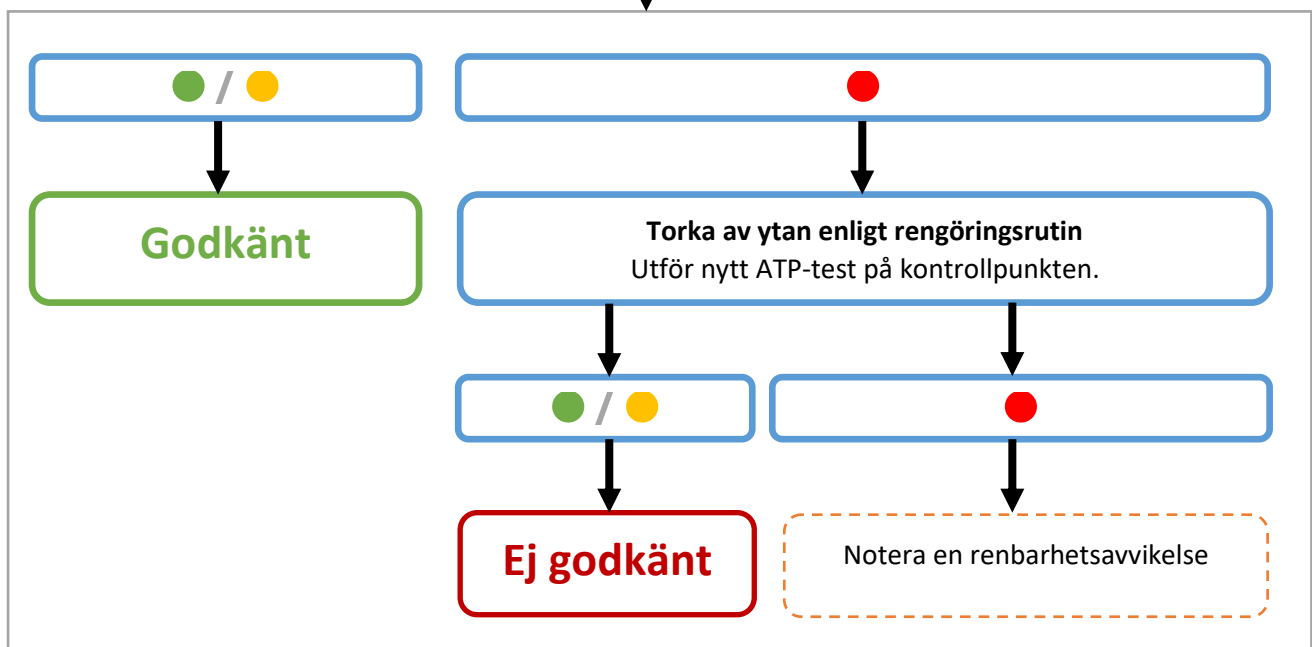 /
Godkänt
Torka av ytan enligt rengöringsrutin
Utför nytt ATP-test på kontrollpunkten.
/
Ej godkänt
Notera en renbarhetsavvikelse